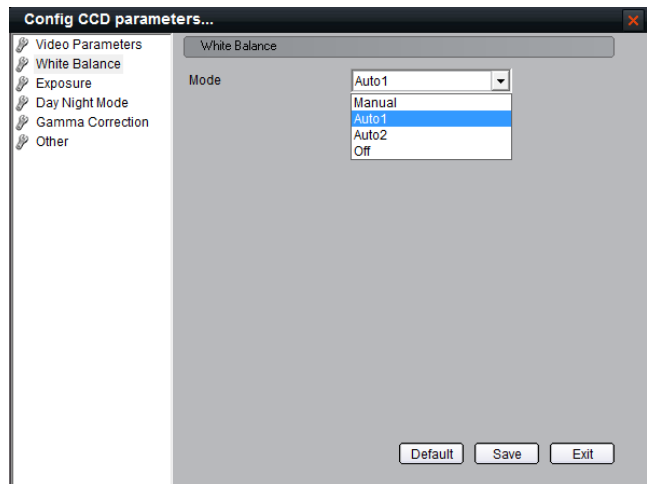 Config CCD parameters...
Video Parameters
White Balance
Exposure
Day Night Mode
Gamma Correction
Other
White Balance
Mode
Auto1
Manual
Auto1
Auto2
Off
Default
Save
Exit